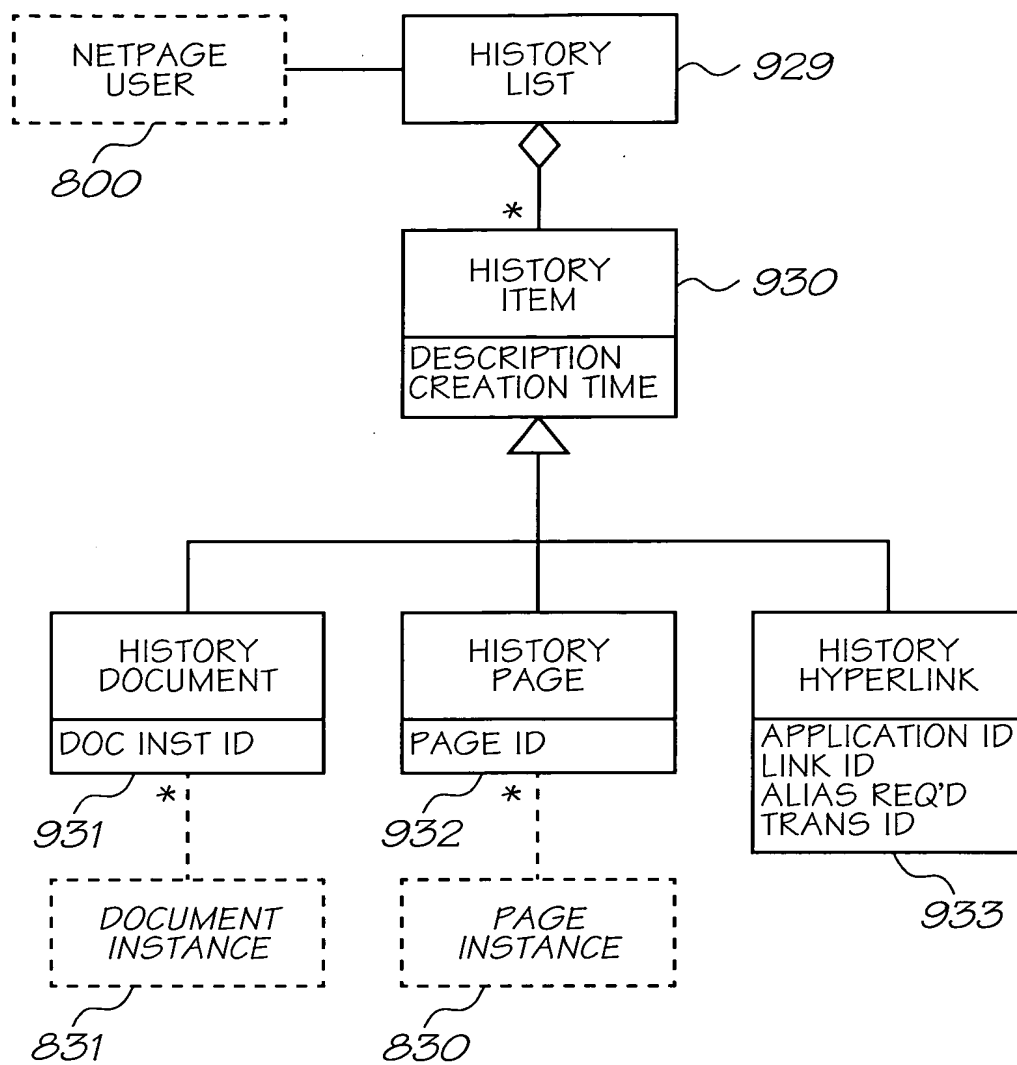 NETPAGE
USER
800
HISTORY
LIST
929
*
HISTORY
ITEM
930
DESCRIPTION
CREATION TIME
HISTORY
DOCUMENT
DOC INST ID
931
*
HISTORY
PAGE
PAGE ID
932
*
HISTORY
HYPERLINK
APPLICATION ID
LINK ID
ALIAS REQ'D
TRANS ID
933
DOCUMENT
INSTANCE
831
PAGE
INSTANCE
830